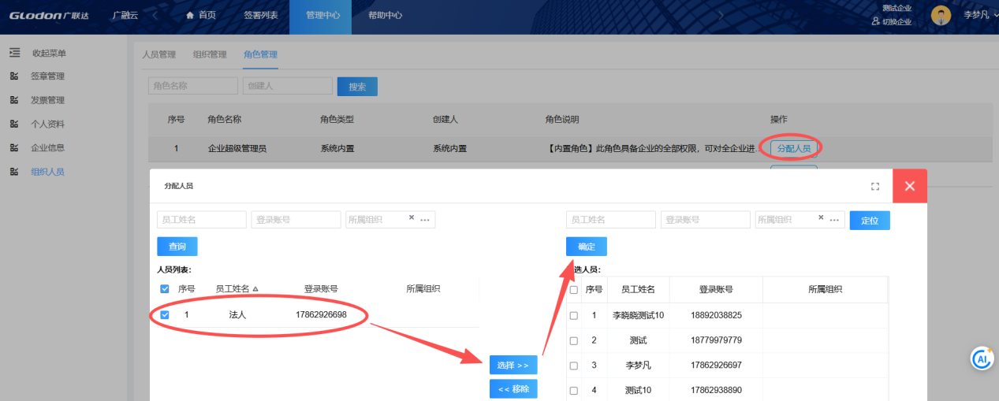 GLODON广联达 广融云 首页 签署列表 管理中心 帮助中心 测试企业 李梦凡
切换企业
收起菜单
签章管理
发票管理
个人资料
企业信息
组织人员
人员管理 组织管理 角色管理
角色名称 创建人 搜索
序号 角色名称 角色类型 创建人 角色说明 操作
1 企业超级管理员 系统内置 系统内置 【内置角色】此角色具备企业的全部权限，可对全企业进... 分配人员
分配人员
员工姓名 登录账号 所属组织 × ... 员工姓名 登录账号 所属组织 × ... 定位
查询 确定
人员列表: 选人员:
序号 员工姓名 登录账号 所属组织 序号 员工姓名 登录账号 所属组织
1 法人 17862926698 1 李晓晓测试10 18892038825
2 测试 18779979779
选择 >> 3 李梦凡 17862926697
<< 移除 4 测试10 17862938890
AI